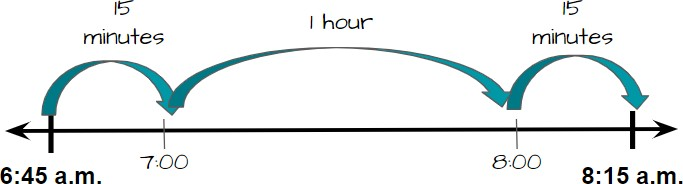 15
minutes
1 hour
15
minutes
7:00
8:00
6:45 a.m.
8:15 a.m.